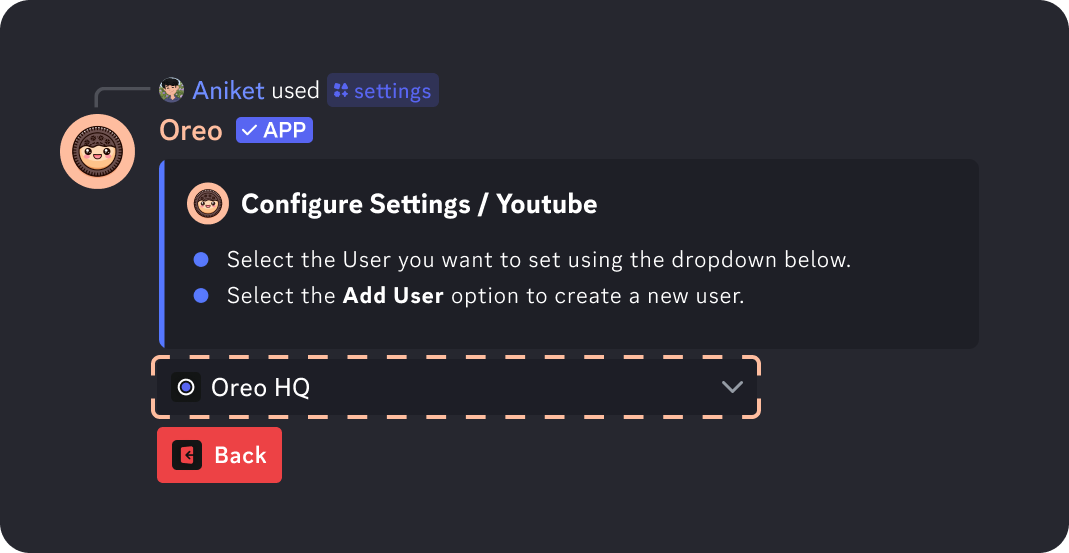 Aniket used settings
Oreo APP
Configure Settings / Youtube
Select the User you want to set using the dropdown below.
Select the Add User option to create a new user.
Oreo HQ
Back